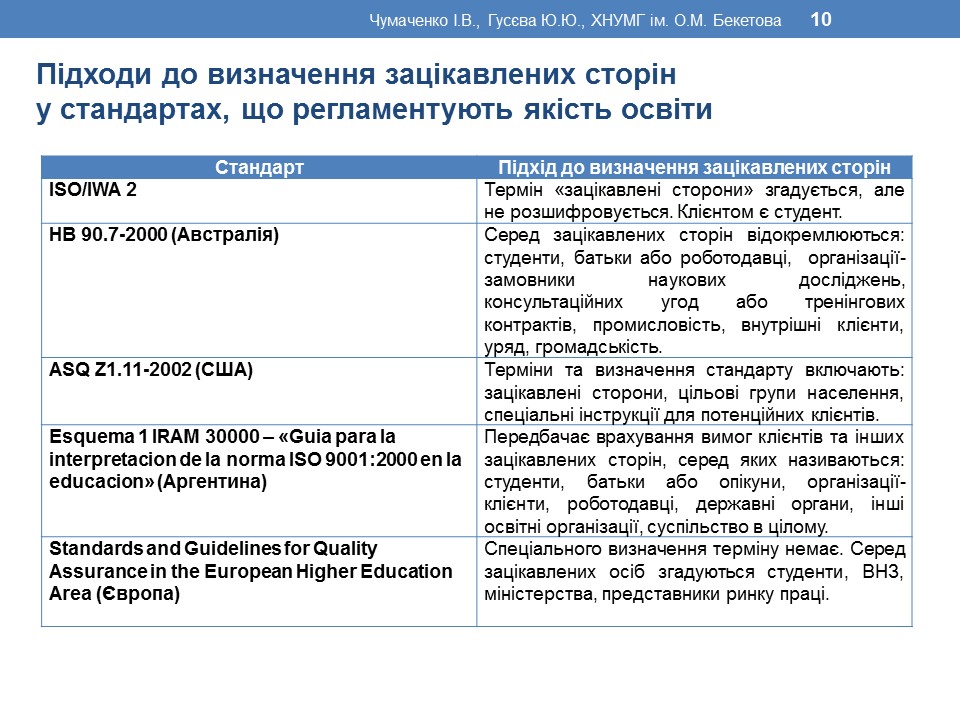 Чумаченко І.В., Гусєва Ю.Ю., ХНУМГ ім. О.М. Бекетова 10
Підходи до визначення зацікавлених сторін
у стандартах, що регламентують якість освіти
Стандарт
Підхід до визначення зацікавлених сторін
ISO/IWA 2
Термін «зацікавлені сторони» згадується, але
не розшифровується. Клієнтом є студент.
HB 90.7-2000 (Австралія)
Серед зацікавлених сторін відокремлюються:
студенти, батьки або роботодавці, організації-
замовники наукових досліджень,
консультаційних угод або тренінгових
контрактів, промисловість, внутрішні клієнти,
уряд, громадськість.
ASQ Z1.11-2002 (США)
Терміни та визначення стандарту включають:
зацікавлені сторони, цільові групи населення,
спеціальні інструкції для потенційних клієнтів.
Esquema 1 IRAM 30000 – «Guia para la
interpretacion de la norma ISO 9001:2000 en la
educacion» (Аргентина)
Передбачає врахування вимог клієнтів та інших
зацікавлених сторін, серед яких називаються:
студенти, батьки або опікуни, організації-
клієнти, роботодавці, державні органи, інші
освітні організації, суспільство в цілому.
Standards and Guidelines for Quality
Assurance in the European Higher Education
Area (Європа)
Спеціального визначення терміну немає. Серед
зацікавлених осіб згадуються студенти, ВНЗ,
міністерства, представники ринку праці.